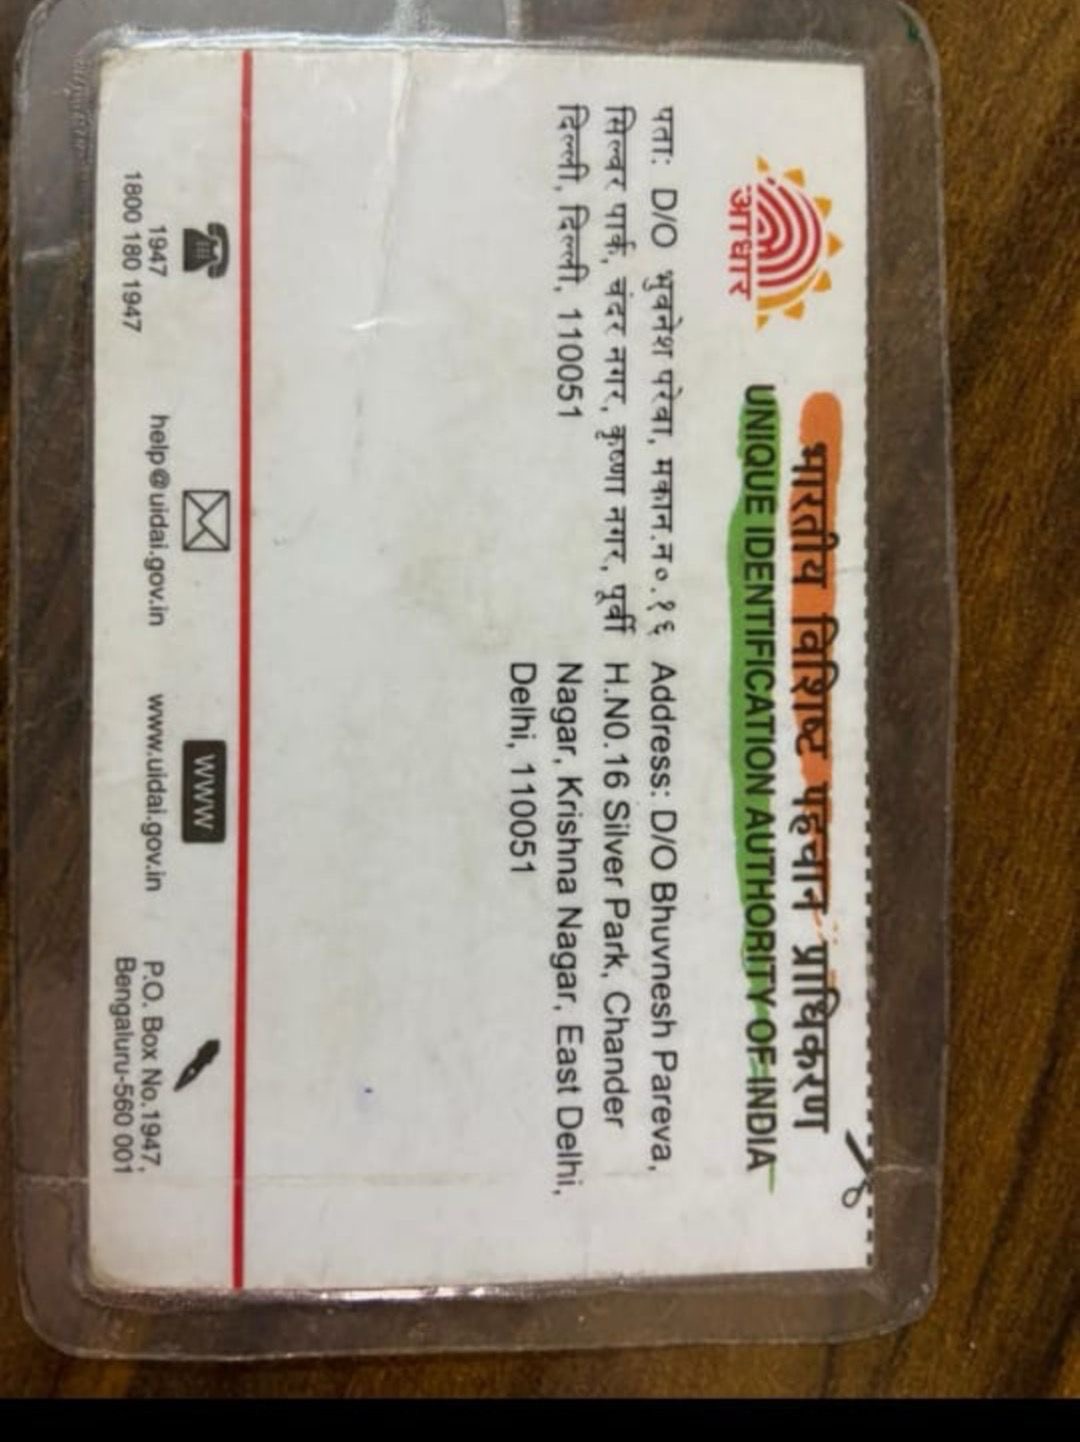 भारतीय विशिष्ट पहचान प्राधिकरण
UNIQUE IDENTIFICATION AUTHORITY OF INDIA
आधार
पता: D/O भुवनेश परेवा, मकान.न०.१६
सिल्वर पार्क, चंदर नगर, कृष्णा नगर, पूर्वी
दिल्ली, दिल्ली, 110051
Address: D/O Bhuvnesh Pareva,
H.N0.16 Silver Park, Chander
Nagar, Krishna Nagar, East Delhi,
Delhi, 110051
1947
1800 180 1947
help@uidai.gov.in
WWW
www.uidai.gov.in
P.O. Box No.1947,
Bengaluru-560 001